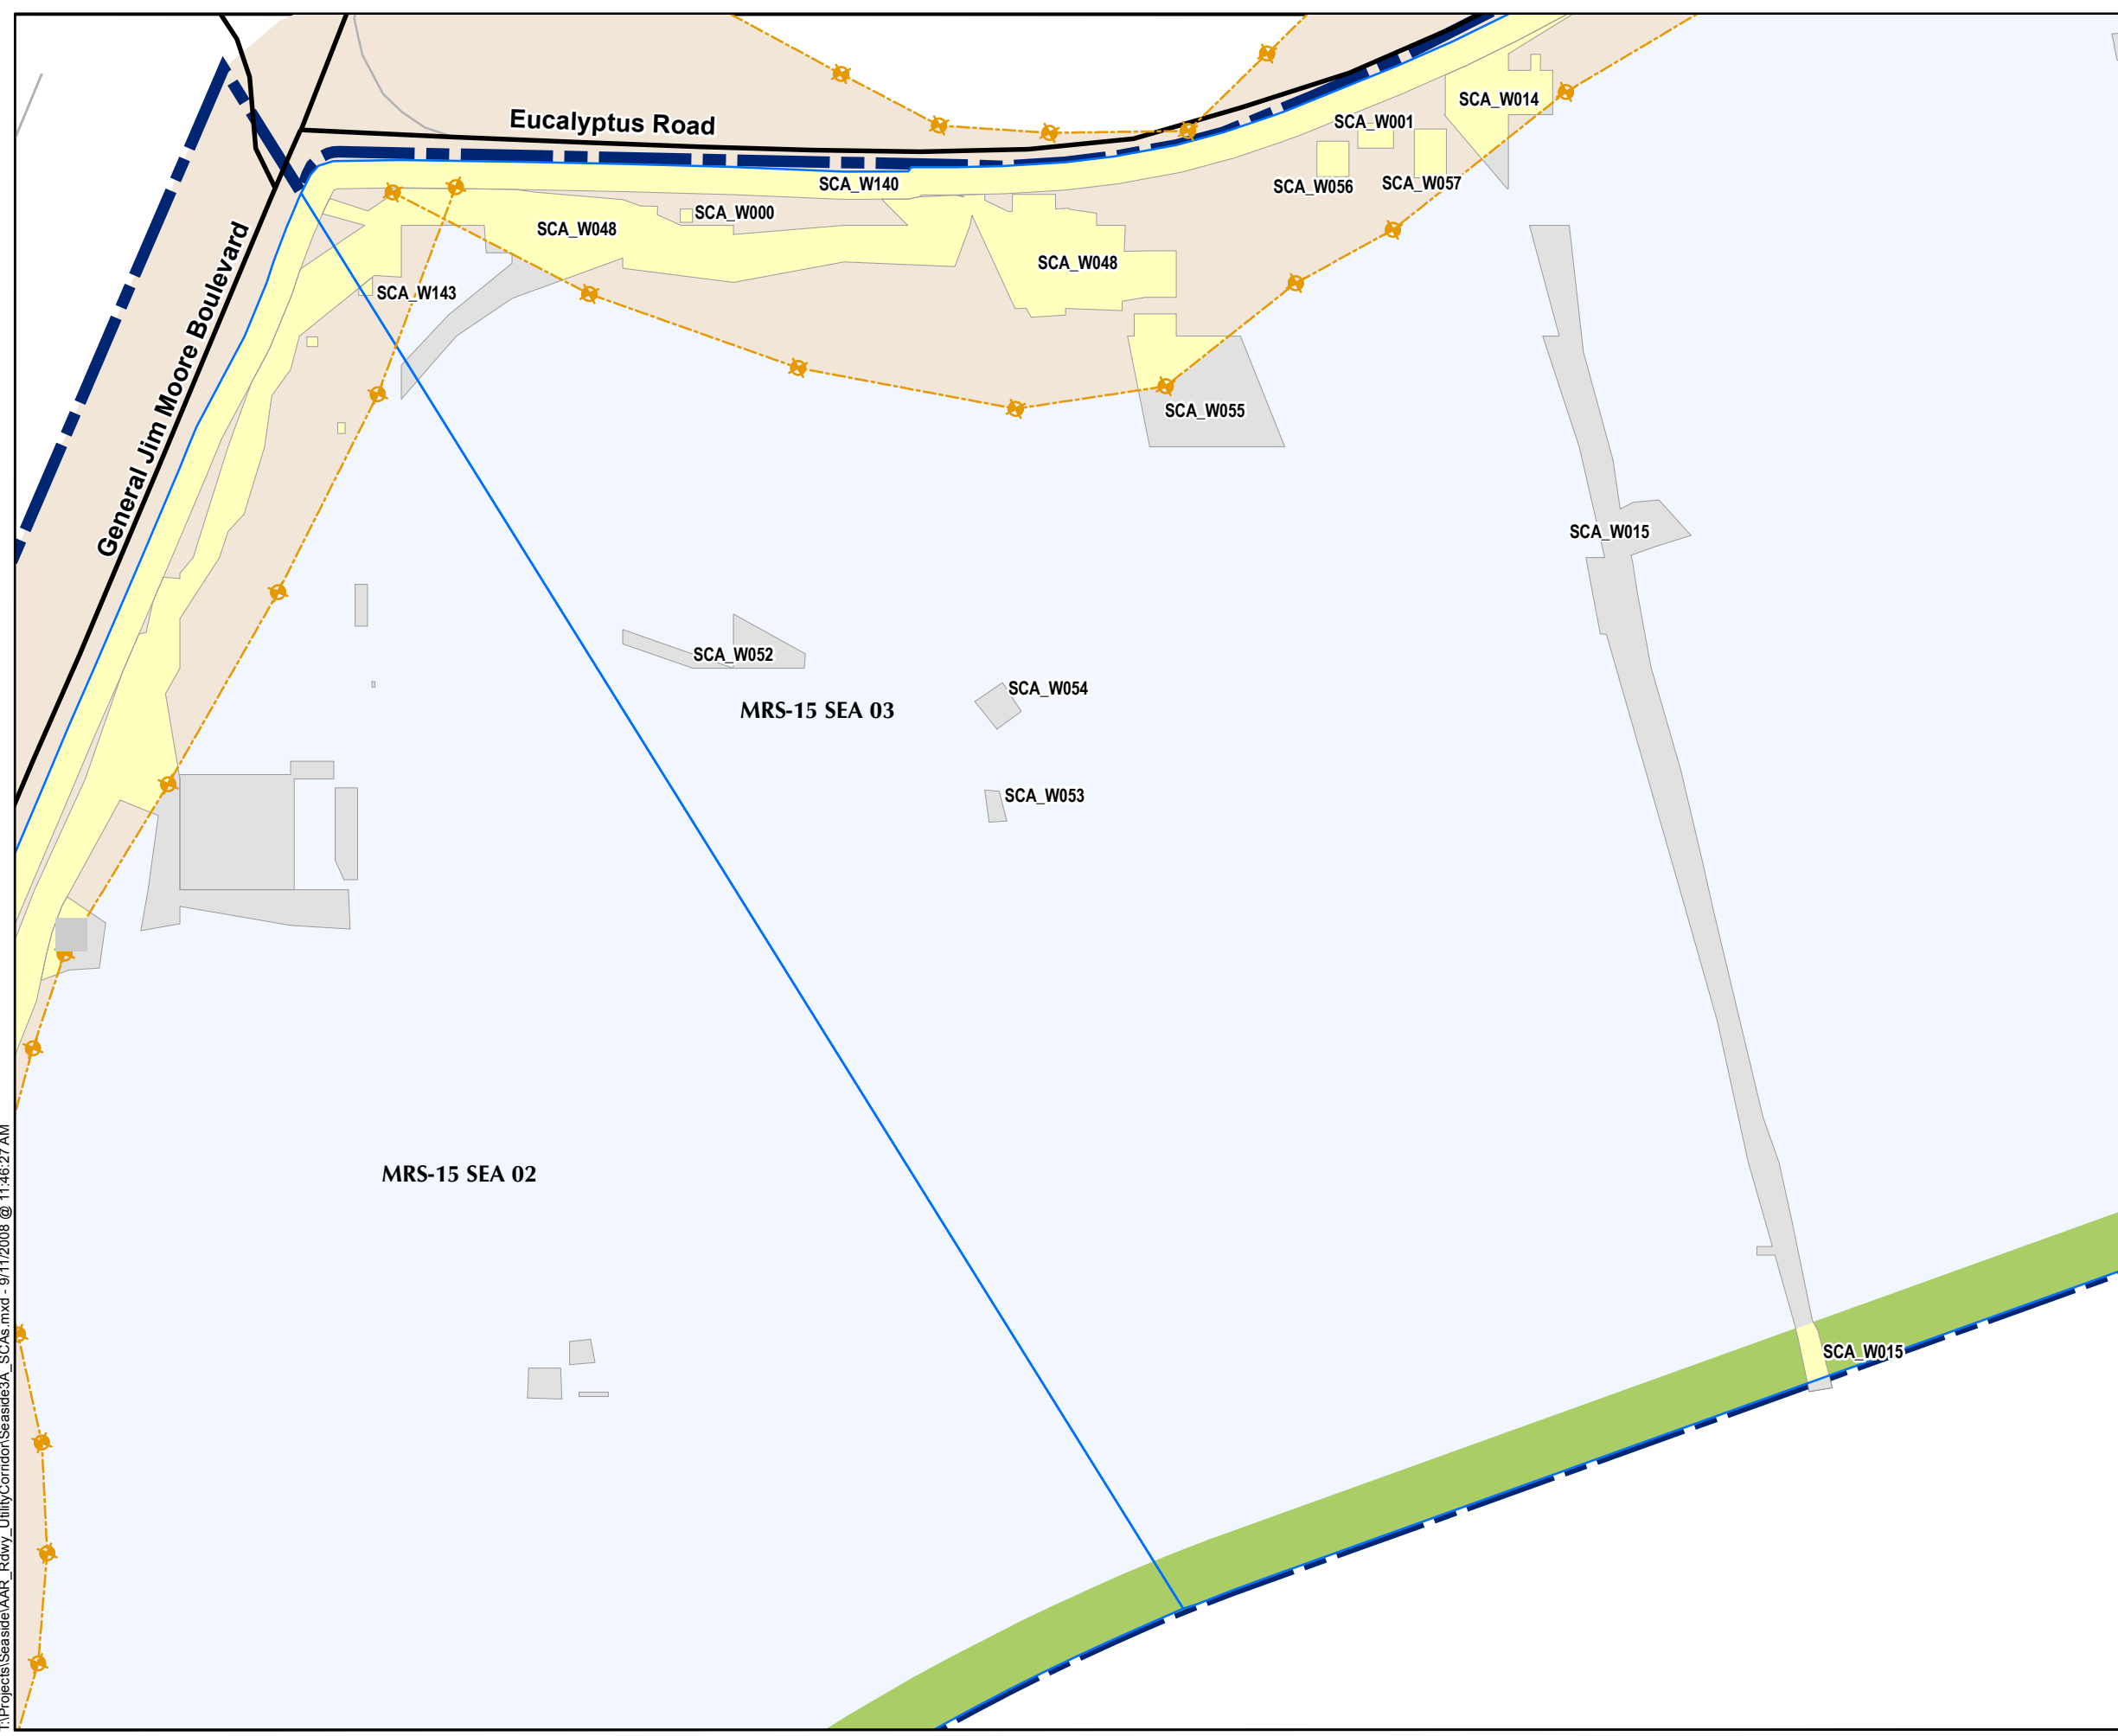 SCA_W014
Eucalyptus Road
SCA_W001
SCA_W140
SCA_W056
SCA_W057
SCA_W000
SCA_W048
SCA_W048
SCA_W143
General Jim Moore Boulevard
SCA_W055
SCA_W015
SCA_W052
SCA_W054
MRS-15 SEA 03
SCA_W053
MRS-15 SEA 02
SCA_W015
T:\Projects\Seaside\AAR_Rdwy_UtilityCorridor\Seaside3A_SCAs.mxd - 9/11/2008 @ 11:46:27 AM